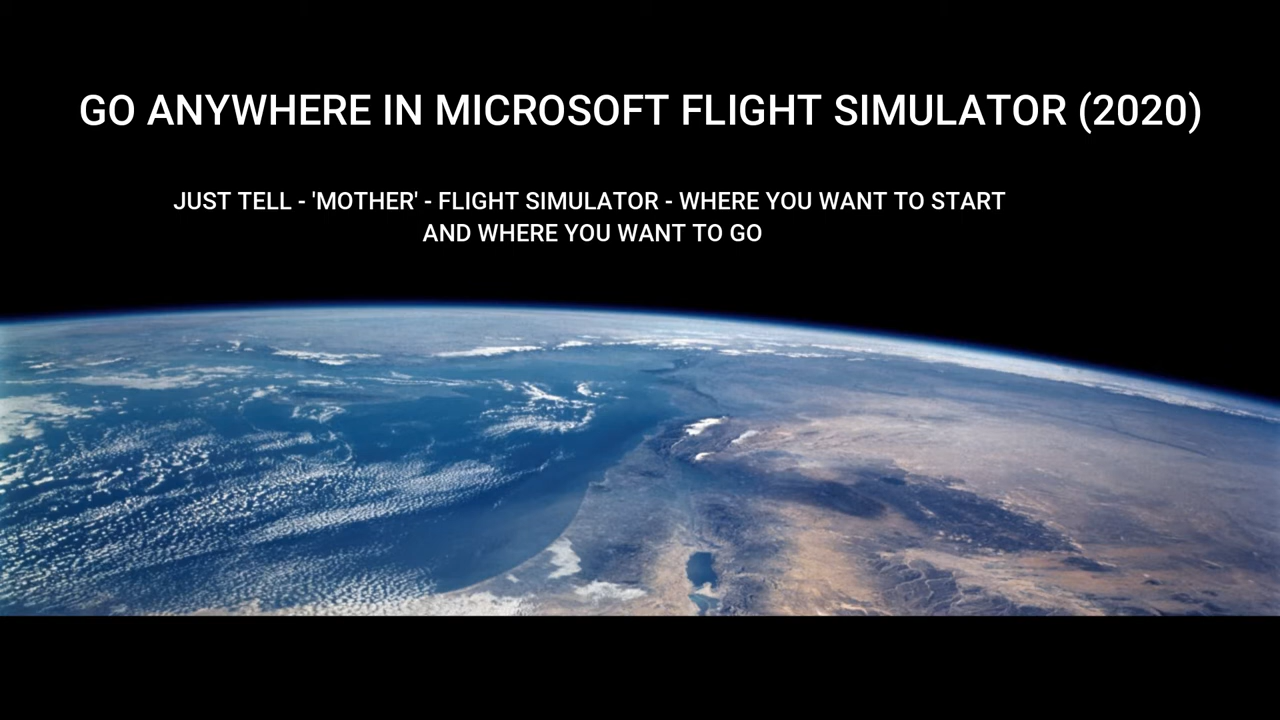 GO ANYWHERE IN MICROSOFT FLIGHT SIMULATOR (2020)
JUST TELL - 'MOTHER' - FLIGHT SIMULATOR - WHERE YOU WANT TO START
AND WHERE YOU WANT TO GO